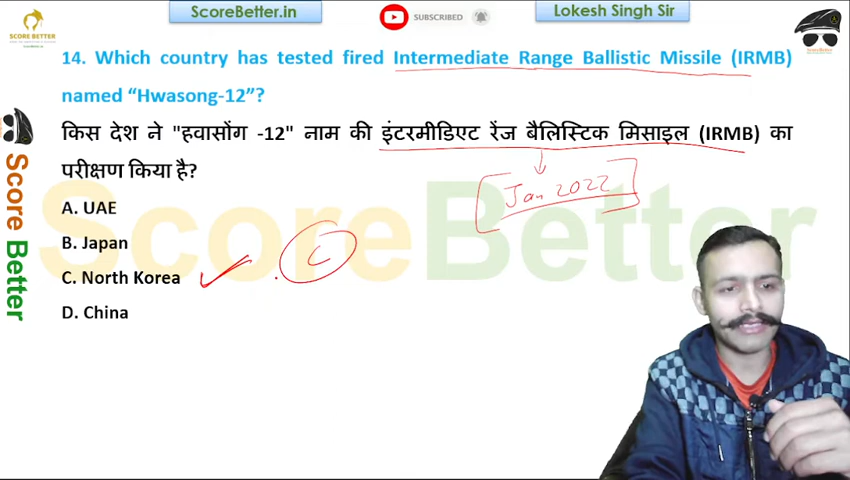 ScoreBetter.in
SUBSCRIBED
Lokesh Singh Sir
SCORE BETTER
ScoreBetter
14. Which country has tested fired Intermediate Range Ballistic Missile (IRMB)
named “Hwasong-12”?
किस देश ने "हवासोंग -12" नाम की इंटरमीडिएट रेंज बैलिस्टिक मिसाइल (IRMB) का
परीक्षण किया है?
Jan 2022
A. UAE
B. Japan
C. North Korea
C
D. China
Score Better
ScoreBetter